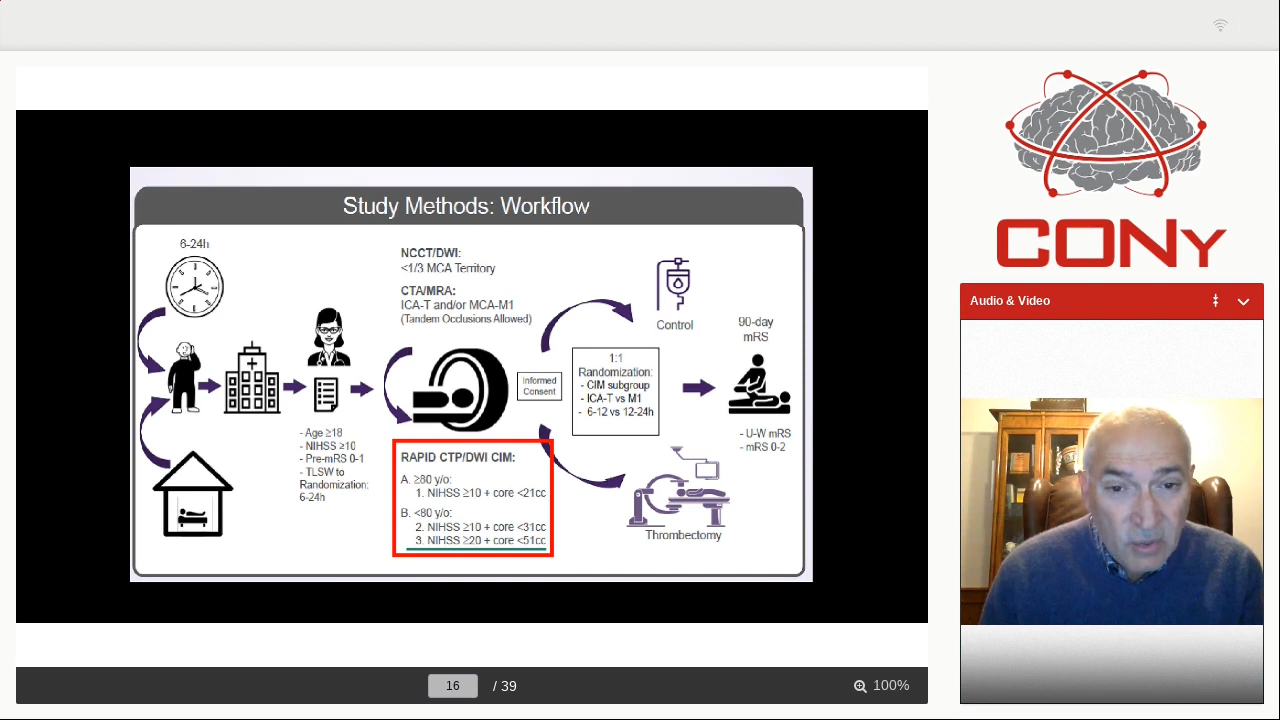 Study Methods: Workflow
6-24h
NCCT/DWI:
<1/3 MCA Territory
CTA/MRA:
ICA-T and/or MCA-M1
(Tandem Occlusions Allowed)
- Age ≥18
- NIHSS ≥10
- Pre-mRS 0-1
- TLSW to
Randomization:
6-24h
RAPID CTP/DWI CIM:
A. ≥80 y/o:
1. NIHSS ≥10 + core <21cc
B. <80 y/o:
2. NIHSS ≥10 + core <31cc
3. NIHSS ≥20 + core <51cc
Informed
Consent
Control
1:1
Randomization:
- CIM subgroup
- ICA-T vs M1
- 6-12 vs 12-24h
Thrombectomy
90-day
mRS
- U-W mRS
- mRS 0-2
16 / 39
100%
CONy
Audio & Video